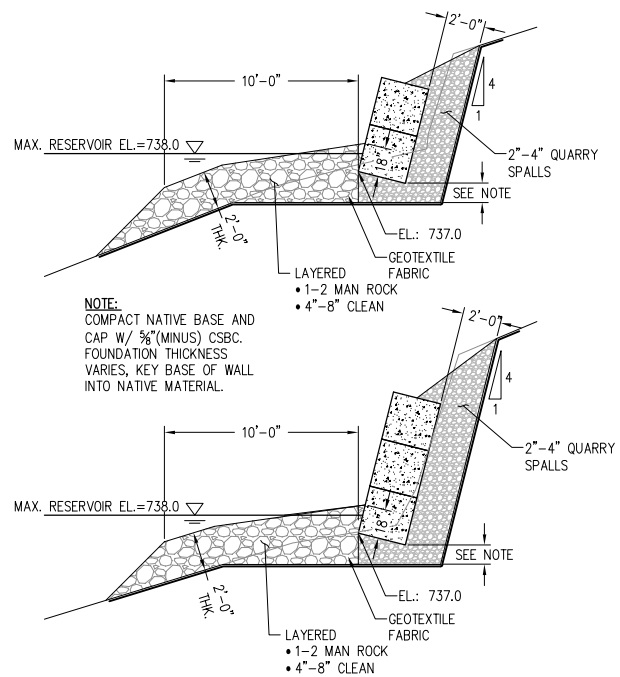 2'-0"
10'-0"
4
1
MAX. RESERVOIR EL.=738.0
2"-4" QUARRY
SPALLS
18"
SEE NOTE
2'-0"
THK.
EL.: 737.0
GEOTEXTILE
FABRIC
LAYERED
• 1-2 MAN ROCK
• 4"-8" CLEAN
NOTE:
COMPACT NATIVE BASE AND
CAP W/ ⅝"(MINUS) CSBC.
FOUNDATION THICKNESS
VARIES, KEY BASE OF WALL
INTO NATIVE MATERIAL.
2'-0"
4
1
10'-0"
2"-4" QUARRY
SPALLS
MAX. RESERVOIR EL.=738.0
18"
SEE NOTE
2'-0"
THK.
EL.: 737.0
GEOTEXTILE
FABRIC
LAYERED
• 1-2 MAN ROCK
• 4"-8" CLEAN